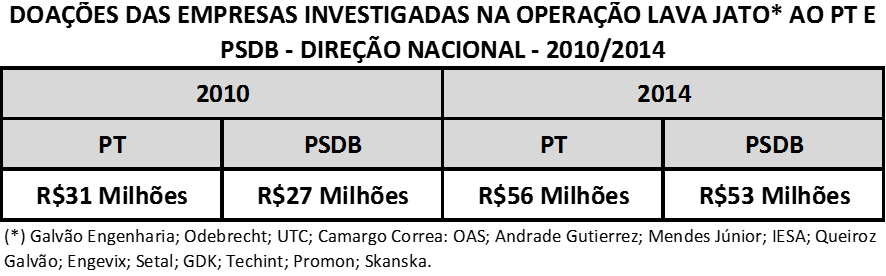 DOAÇÕES DAS EMPRESAS INVESTIGADAS NA OPERAÇÃO LAVA JATO* AO PT E
PSDB - DIREÇÃO NACIONAL - 2010/2014
2010 2014
PT PSDB PT PSDB
R$31 Milhões R$27 Milhões R$56 Milhões R$53 Milhões
(*) Galvão Engenharia; Odebrecht; UTC; Camargo Correa: OAS; Andrade Gutierrez; Mendes Júnior; IESA; Queiroz
Galvão; Engevix; Setal; GDK; Techint; Promon; Skanska.